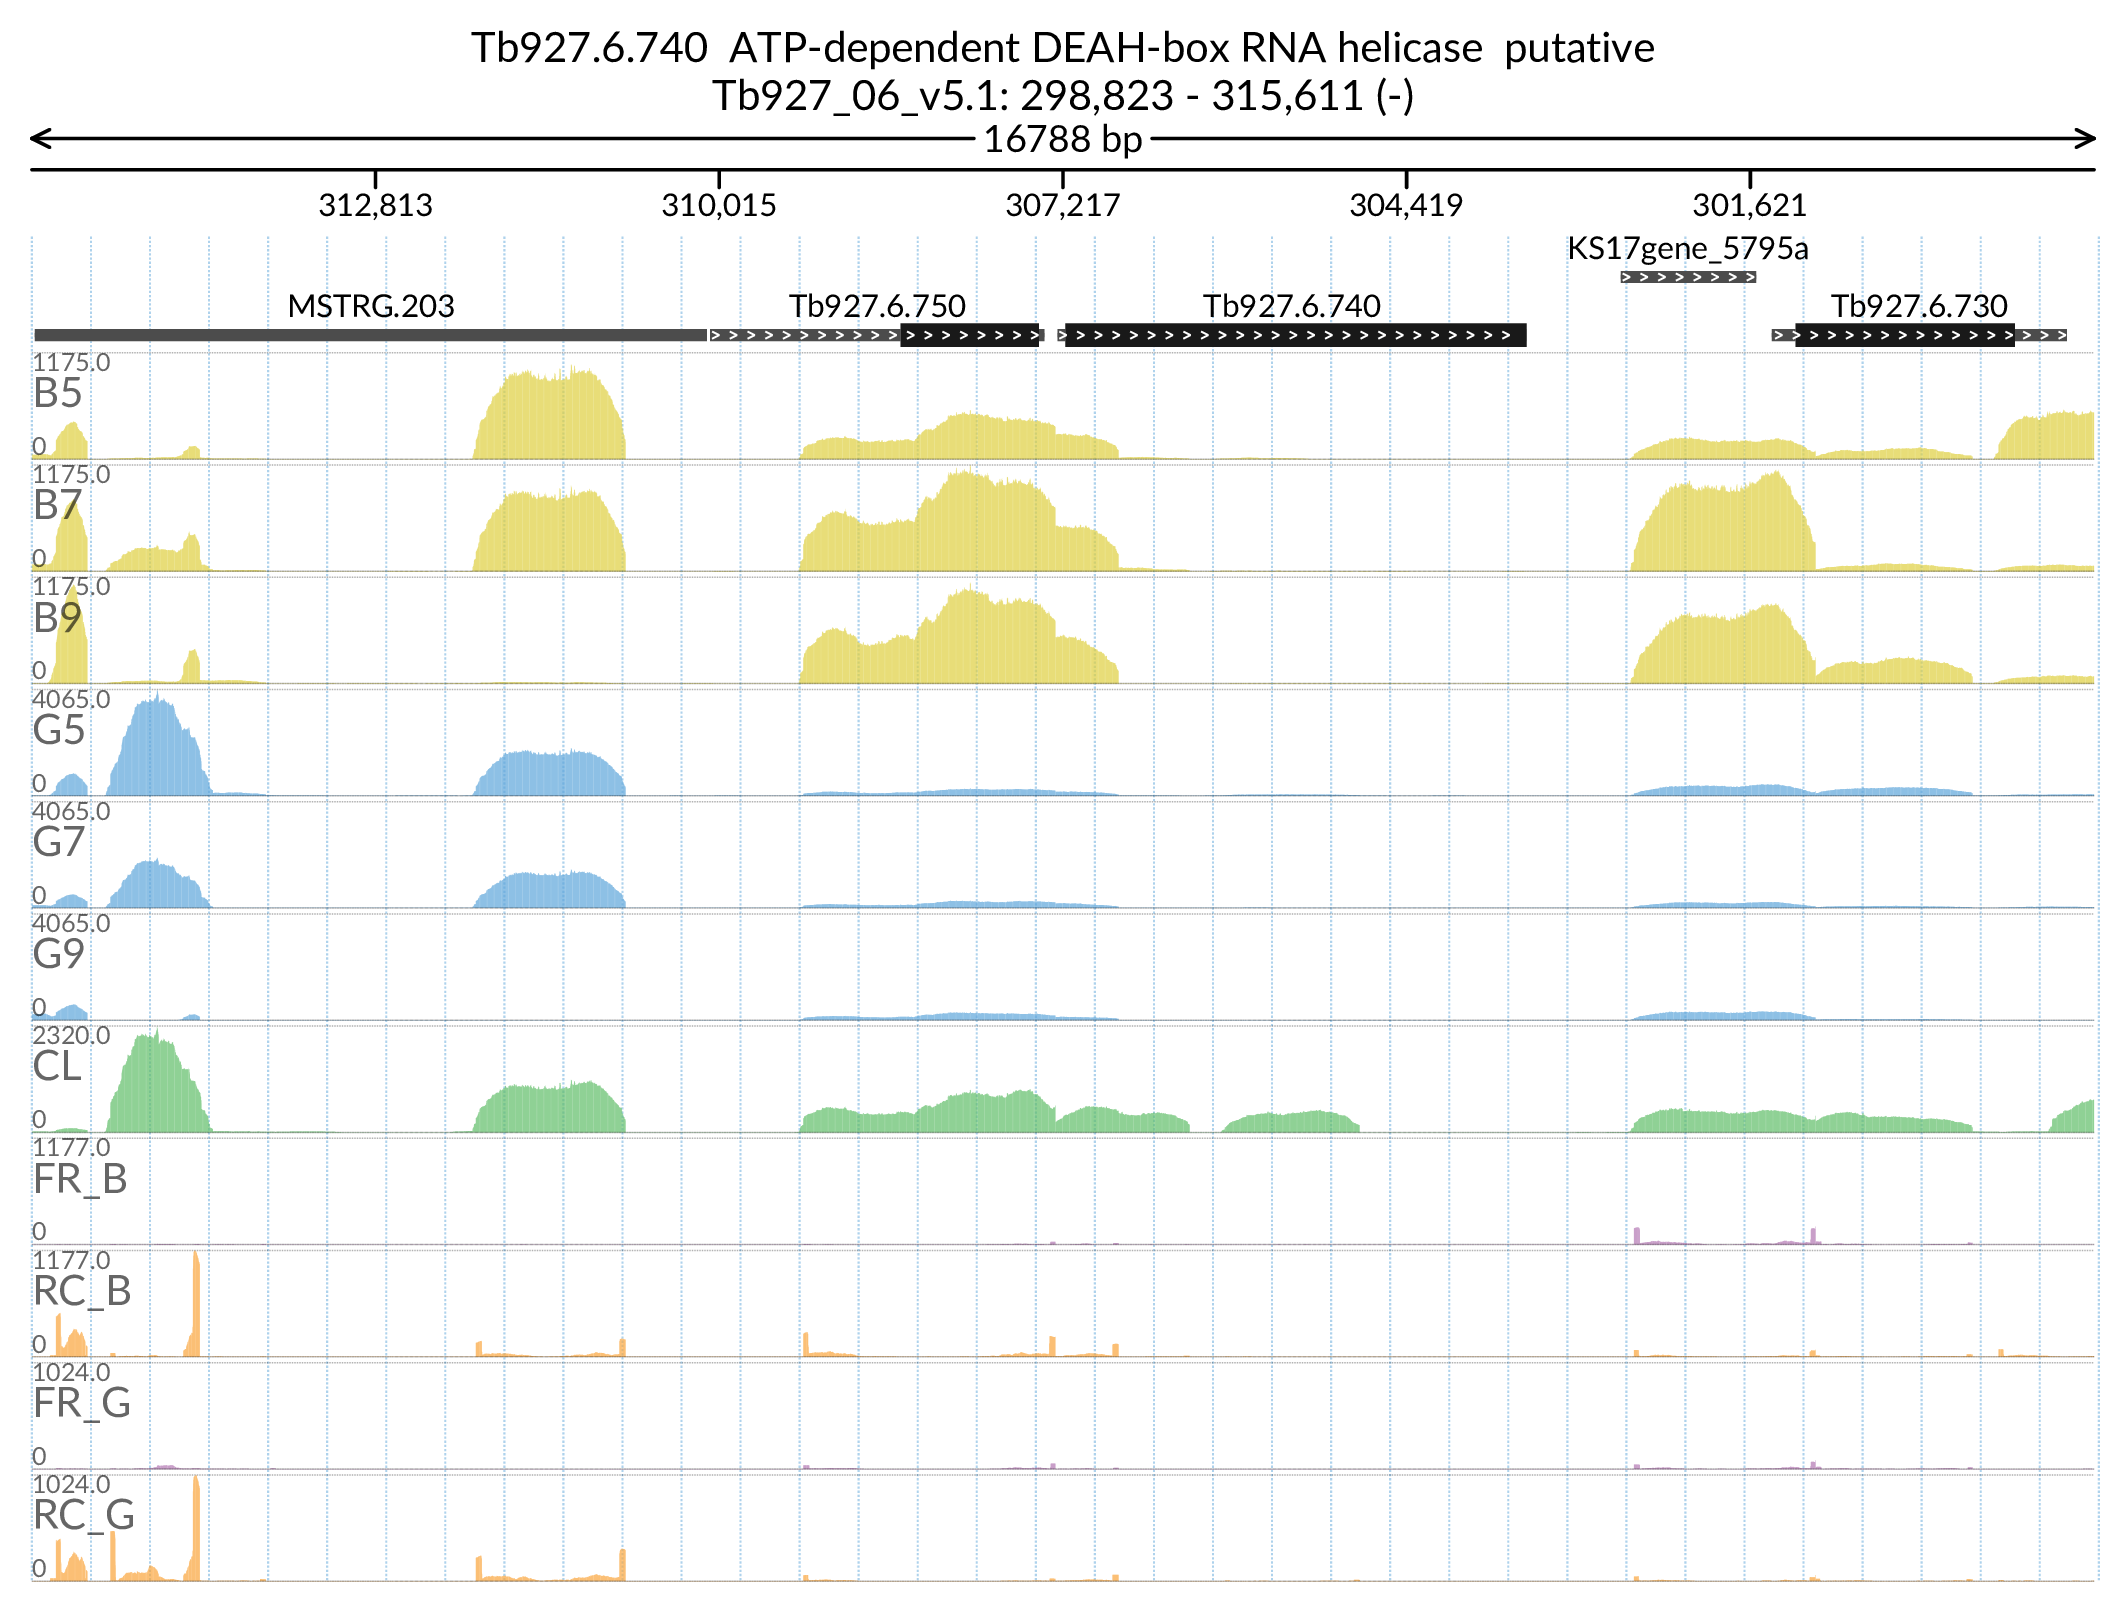 Tb927.6.740 ATP-dependent DEAH-box RNA helicase putative
Tb927_06_v5.1: 298,823 - 315,611 (-)
16788 bp
312,813 310,015 307,217 304,419 301,621
KS17gene_5795a
MSTRG.203 Tb927.6.750 Tb927.6.740 Tb927.6.730
1175.0
B5
0
1175.0
B7
0
1175.0
B9
0
4065.0
G5
0
4065.0
G7
0
4065.0
G9
0
2320.0
CL
0
1177.0
FR_B
0
1177.0
RC_B
0
1024.0
FR_G
0
1024.0
RC_G
0